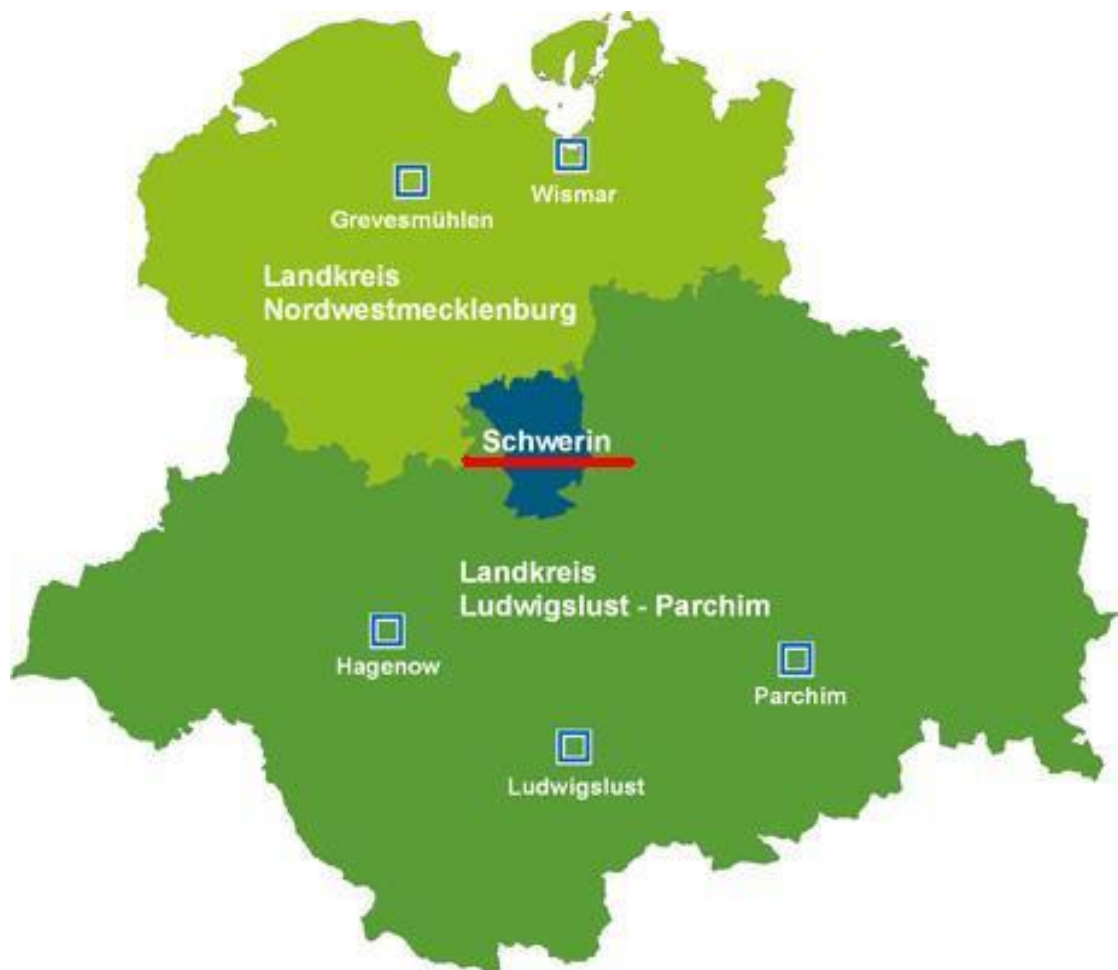 Wismar
Grevesmühlen
Landkreis
Nordwestmecklenburg
Schwerin
Landkreis
Ludwigslust - Parchim
Hagenow
Parchim
Ludwigslust